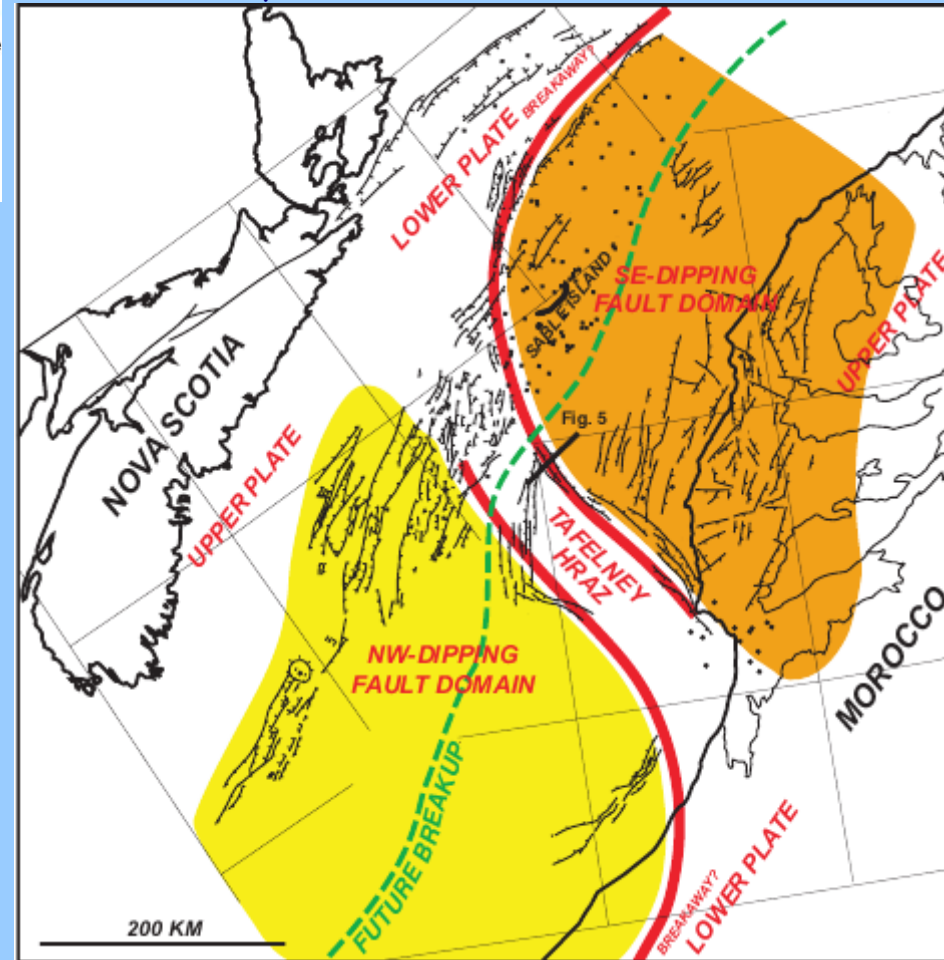 BREAKAWAY?
LOWER PLATE
SE-DIPPING
FAULT DOMAIN
SABLE ISLAND
UPPER PLATE
NOVA SCOTIA
Fig. 5
UPPER PLATE
TAFELNEY
HRAZ
NW-DIPPING
FAULT DOMAIN
MOROCCO
FUTURE BREAKUP
BREAKAWAY?
LOWER PLATE
200 KM